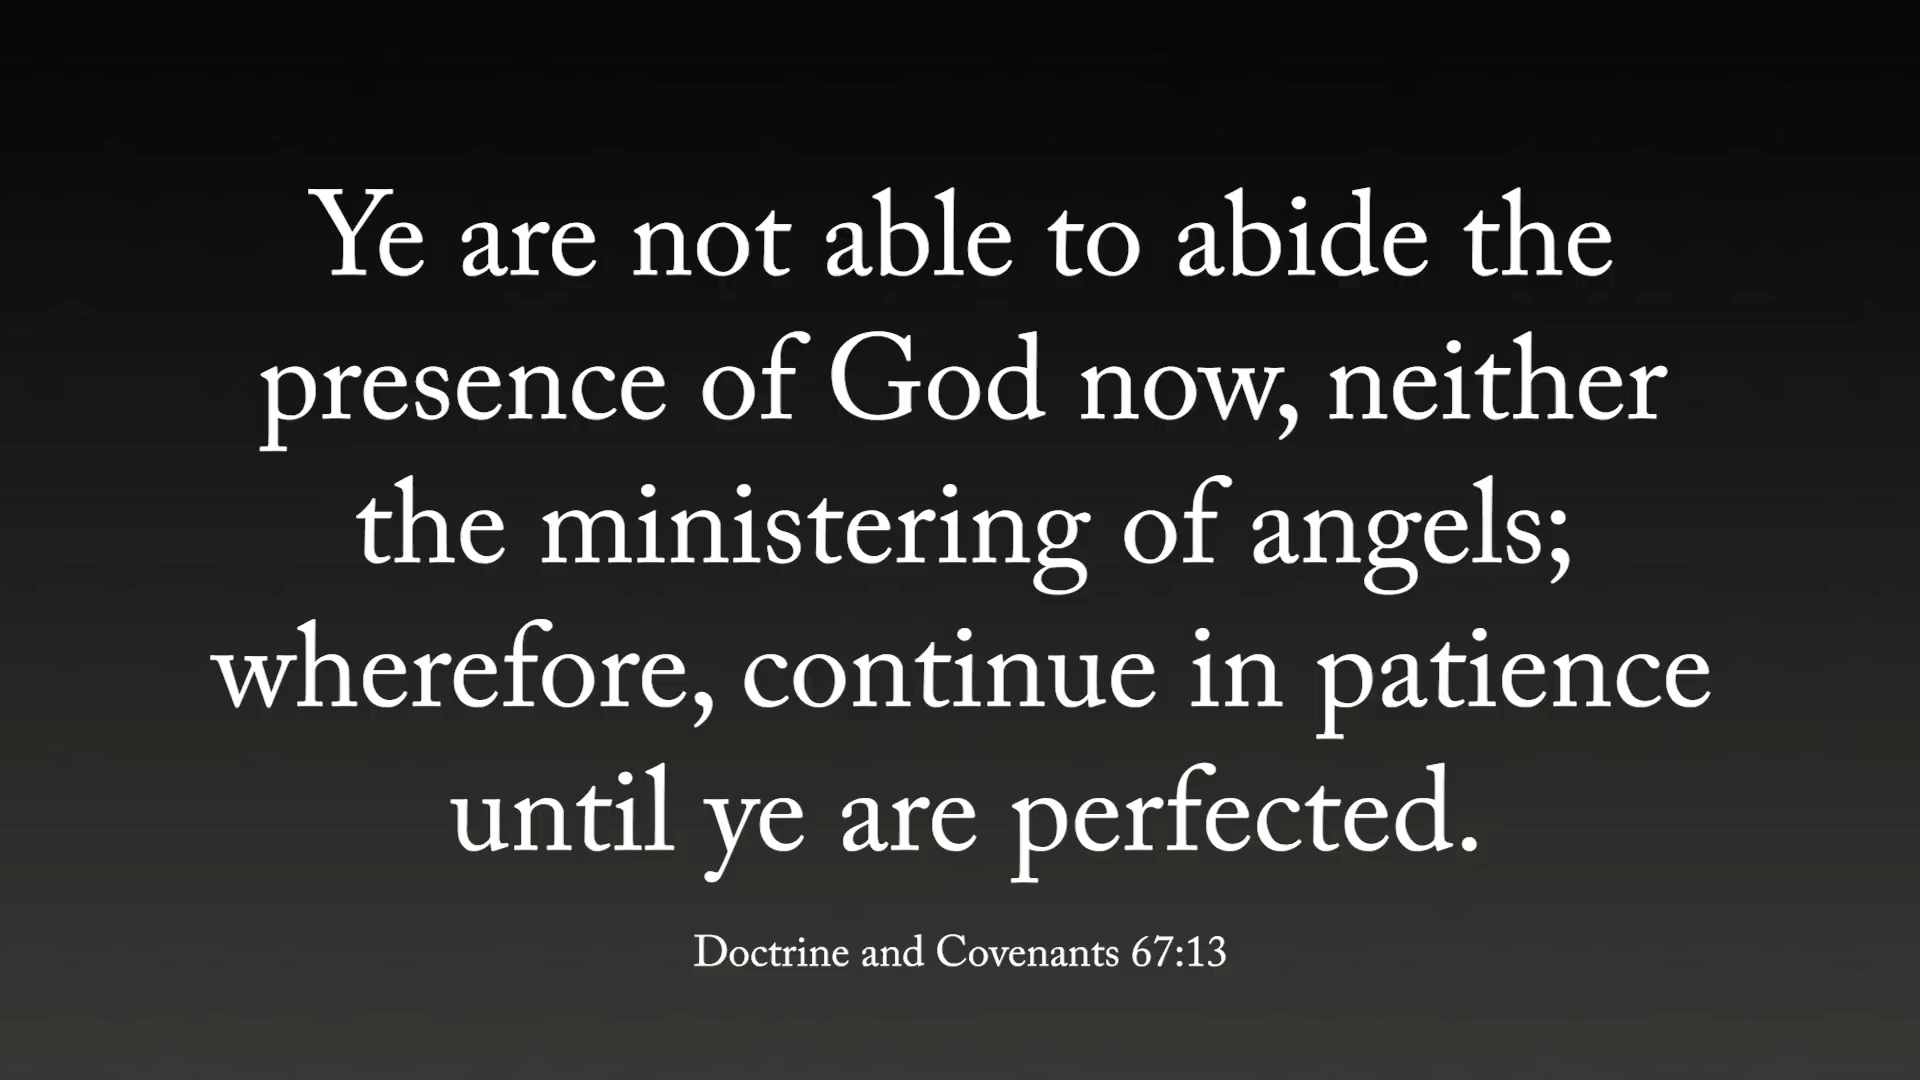 Ye are not able to abide the
presence of God now, neither
the ministering of angels;
wherefore, continue in patience
until ye are perfected.
Doctrine and Covenants 67:13